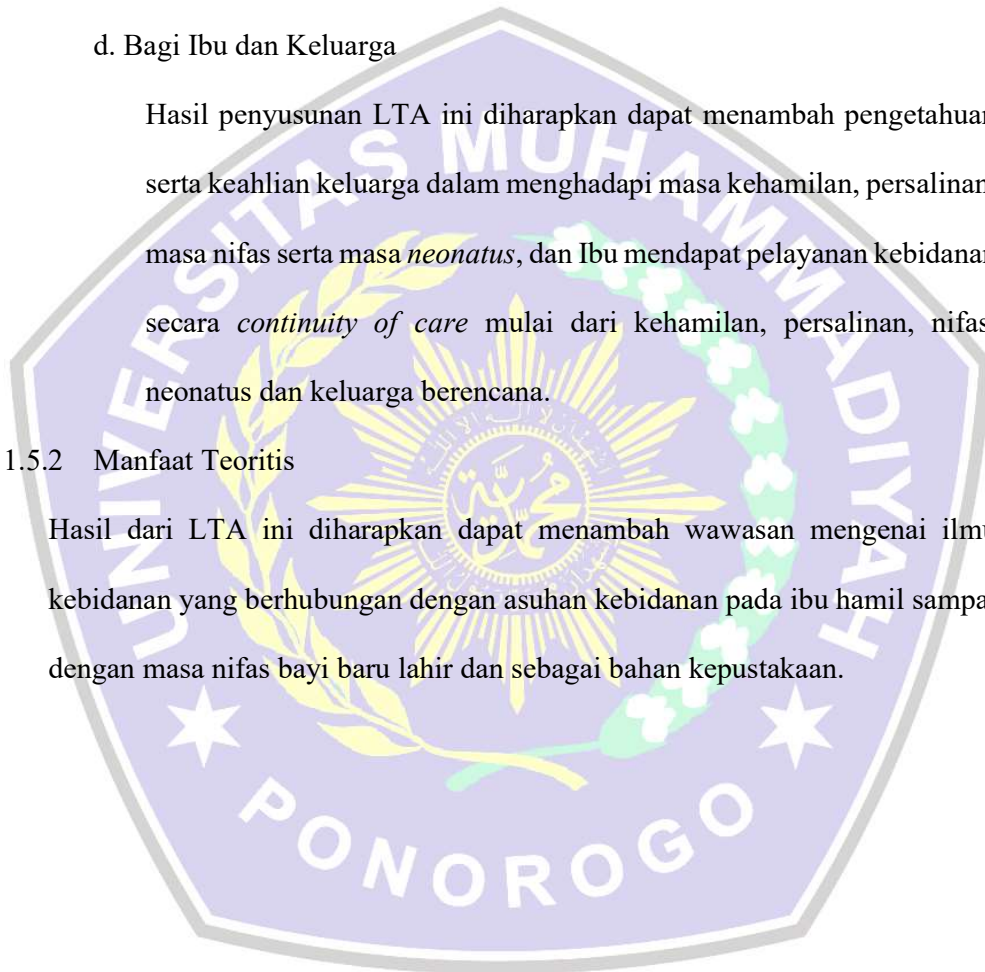 d. Bagi Ibu dan Keluarga
Hasil penyusunan LTA ini diharapkan dapat menambah pengetahuan
serta keahlian keluarga dalam menghadapi masa kehamilan, persalinan
masa nifas serta masa neonatus, dan Ibu mendapat pelayanan kebidanan
secara continuity of care mulai dari kehamilan, persalinan, nifas
neonatus dan keluarga berencana.
1.5.2 Manfaat Teoritis
Hasil dari LTA ini diharapkan dapat menambah wawasan mengenai ilmu
kebidanan yang berhubungan dengan asuhan kebidanan pada ibu hamil sampa
dengan masa nifas bayi baru lahir dan sebagai bahan kepustakaan.
UNIVERSITAS MUHAMMADIYAH
PONOROGO